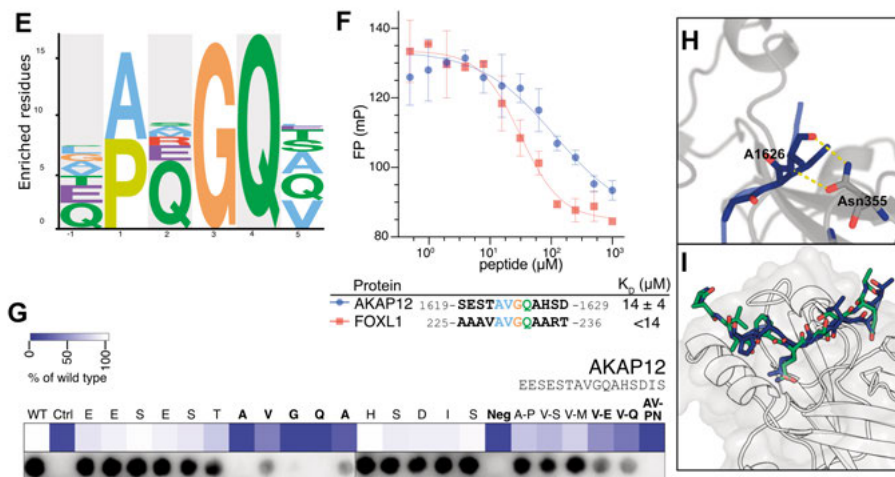 E
Enriched residues
15
10
5
0
A
P
Q
G
Q
T
S
A
Q
V
E
Q
-1 1 2 3 4 5
F
FP (mP)
140
120
100
80
10⁰ 10¹ 10² 10³
peptide (µM)
Protein K_D (µM)
AKAP12 1619-SESTAVGQAHSD-1629 14 ± 4
FOXL1 225-AAAVAVGQAART-236 <14
G
0 50 100
% of wild type
AKAP12
EESESTAVGQAHSDIS
WT Ctrl E E S E S T A V G Q A H S D I S Neg A-P V-S V-M V-E V-Q AV-PN
H
A1626
Asn355
I